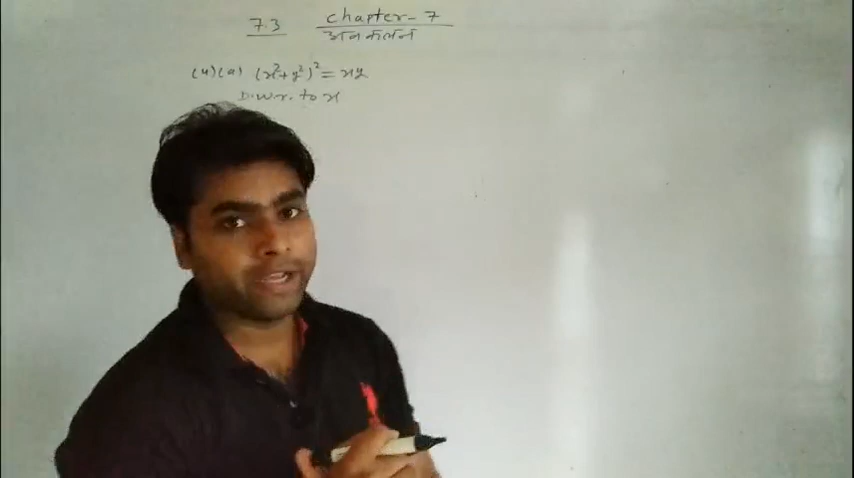 7.3 chapter-7
अवकलन
(4)(a) (x²+y²)² = xy
D.w.r. to x